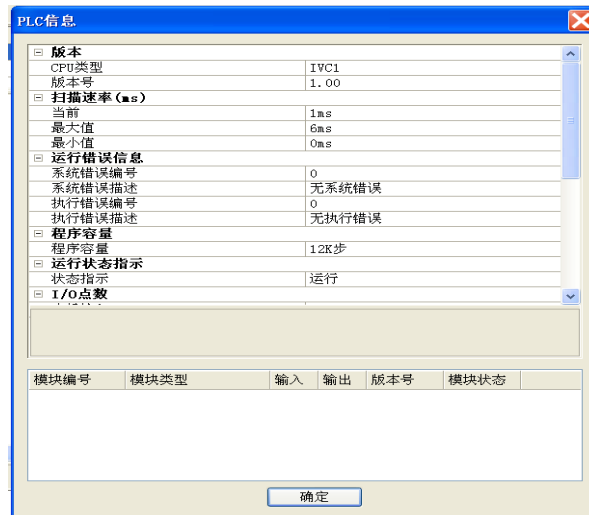 PLC信息
版本
CPU类型 IVC1
版本号 1.00
扫描速率(ms)
当前 1ms
最大值 6ms
最小值 0ms
运行错误信息
系统错误编号 0
系统错误描述 无系统错误
执行错误编号 0
执行错误描述 无执行错误
程序容量
程序容量 12K步
运行状态指示
状态指示 运行
I/O点数
模块编号 模块类型 输入 输出 版本号 模块状态
确定